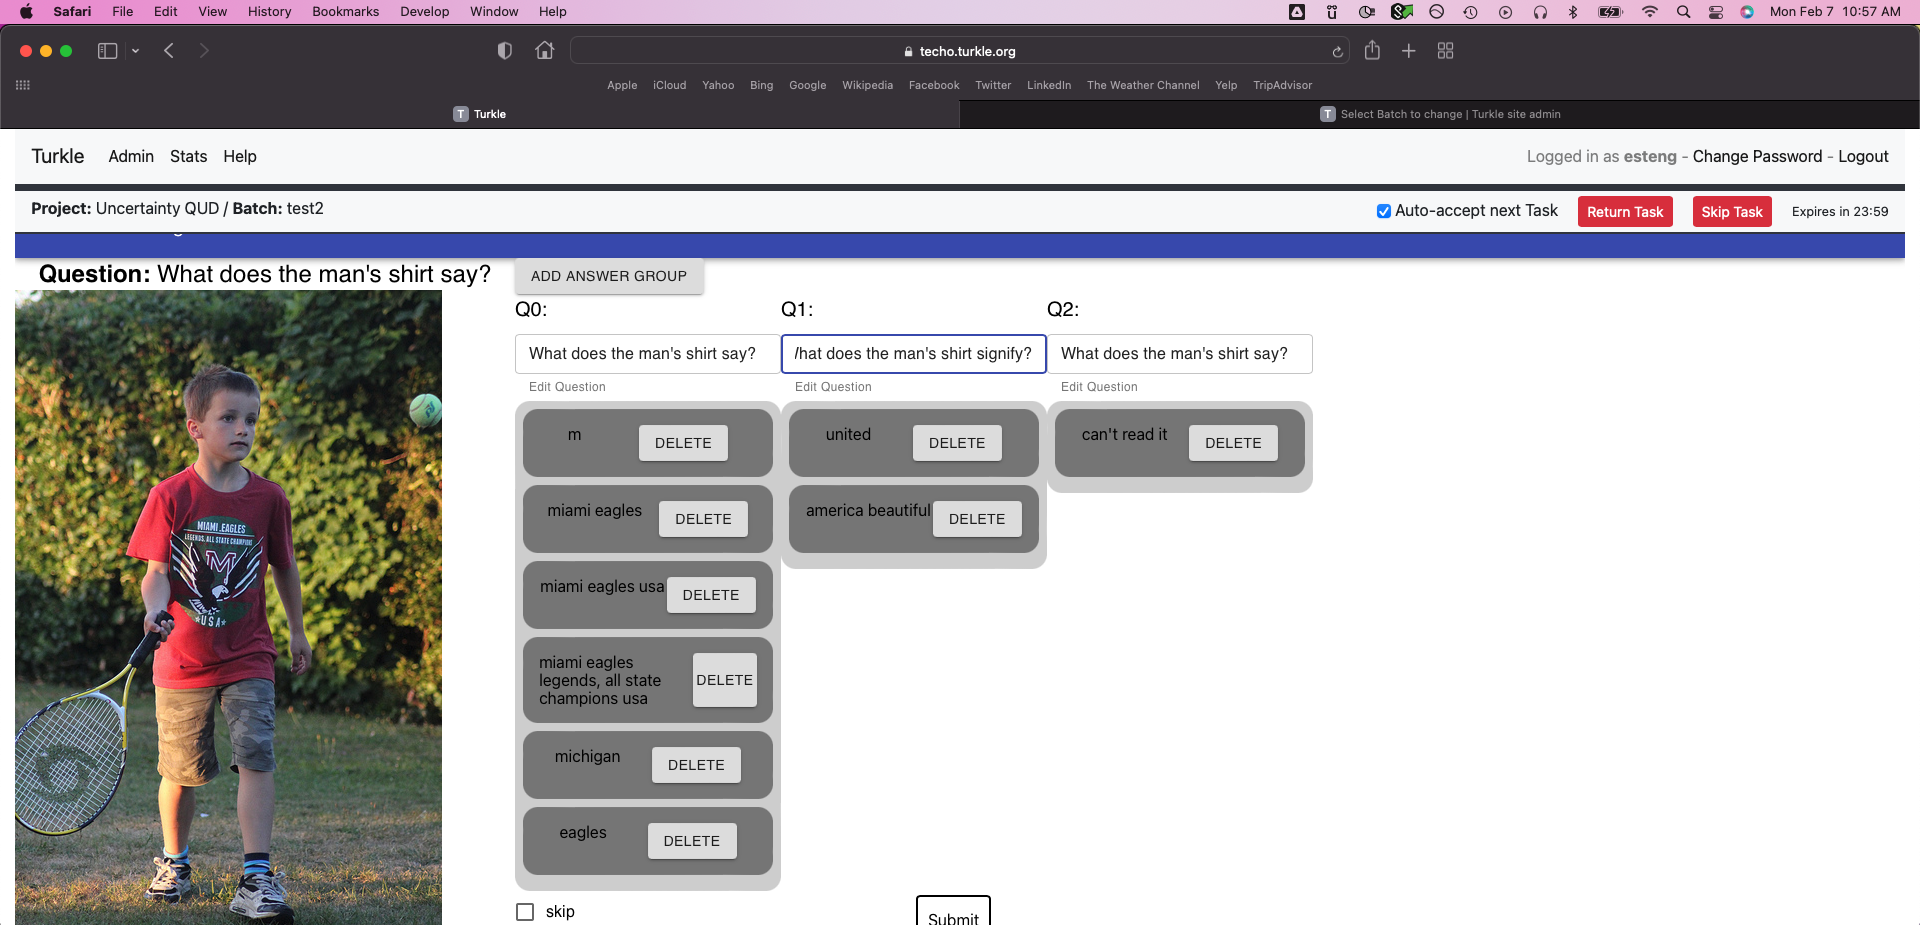 Safari File Edit View History Bookmarks Develop Window Help Mon Feb 7 10:57 AM
techo.turkle.org
Apple iCloud Yahoo Bing Google Wikipedia Facebook Twitter LinkedIn The Weather Channel Yelp TripAdvisor
T Turkle T Select Batch to change | Turkle site admin
Turkle Admin Stats Help Logged in as esteng - Change Password - Logout
Project: Uncertainty QUD / Batch: test2 Auto-accept next Task Return Task Skip Task Expires in 23:59
Question: What does the man's shirt say? ADD ANSWER GROUP
Q0: Q1: Q2:
What does the man's shirt say? hat does the man's shirt signify? What does the man's shirt say?
Edit Question Edit Question Edit Question
m DELETE united DELETE can't read it DELETE
miami eagles DELETE america beautiful DELETE
MIAMI.EAGLES
LEGENDS, ALL STATE CHAMPIONS
M
USA
miami eagles usa DELETE
miami eagles
legends, all state
champions usa
DELETE
michigan DELETE
eagles DELETE
skip Submit